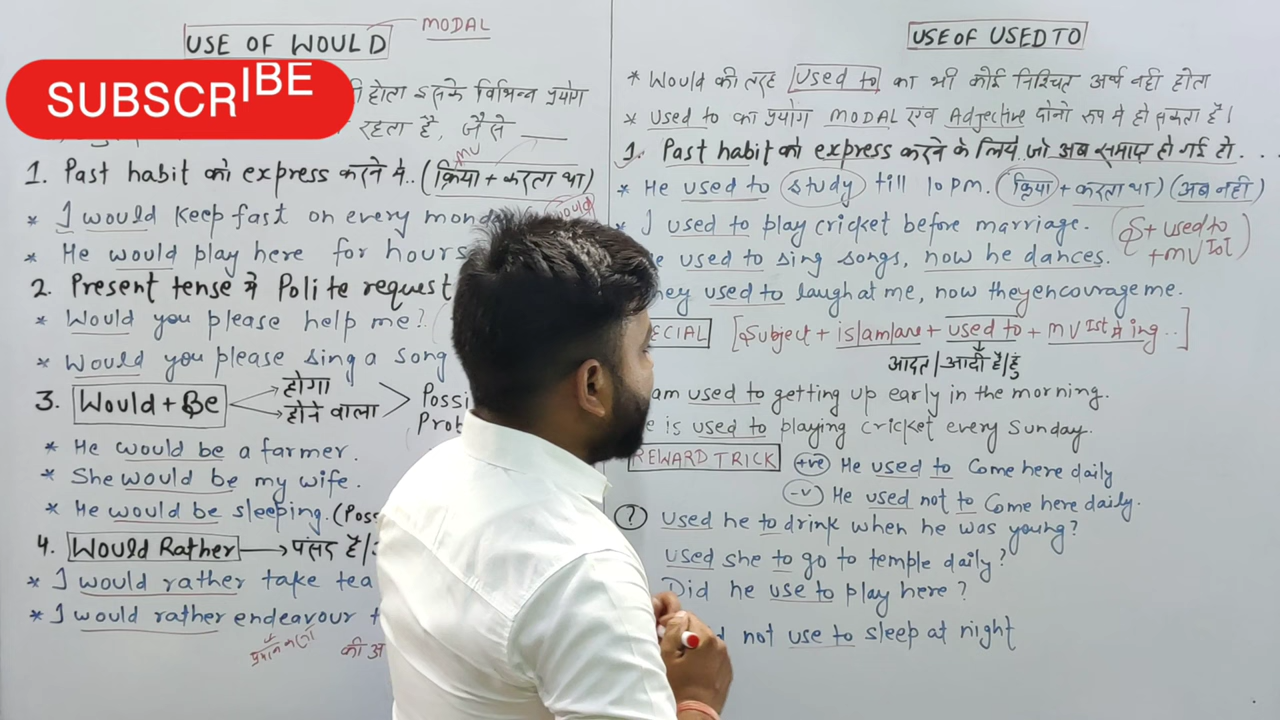 USE OF WOULD
MODAL
SUBSCRIBE
होता इसके विभिन्न प्रयोग
रहता है, जैसे
MV
1. Past habit को express करने मे.. (क्रिया + करता था)
* I would keep fast on every mond
would
* He would play here for hours
2. Present tense मे Polite request
* Would you please help me?
* Would you please sing a song
3. Would + Be
होगा
होने वाला
Possi
Prob
* He would be a farmer.
* She would be my wife.
* He would be sleeping. (Poss
4. Would Rather
पसंद है/
* I would rather take tea
* I would rather endeavour t
की अ
USE OF USED TO
* Would की तरह used to का भी कोई निश्चित अर्थ नही होता
* used to का प्रयोग MODAL एवं Adjective दोनो रूप मे हो सकता है।
1. Past habit को express करने के लिये.. जो अब समाप्त हो गई हो. . . .
* He used to study till 10 pm. (क्रिया + करता था) (अब नहीं)
* I used to play cricket before marriage.
(S + used to
+ MV Ist)
e used to sing songs, now he dances.
hey used to laugh at me, now they encourage me.
ECIAL [Subject + is/am/are + used to + MV Ist मे ing..]
आदत/आदी है/हूं
am used to getting up early in the morning.
e is used to playing cricket every Sunday.
REWARD TRICK
+ve He used to Come here daily
-v He used not to Come here daily.
? used he to drink when he was young?
used she to go to temple daily?
Did he use to play here?
d not use to sleep at night